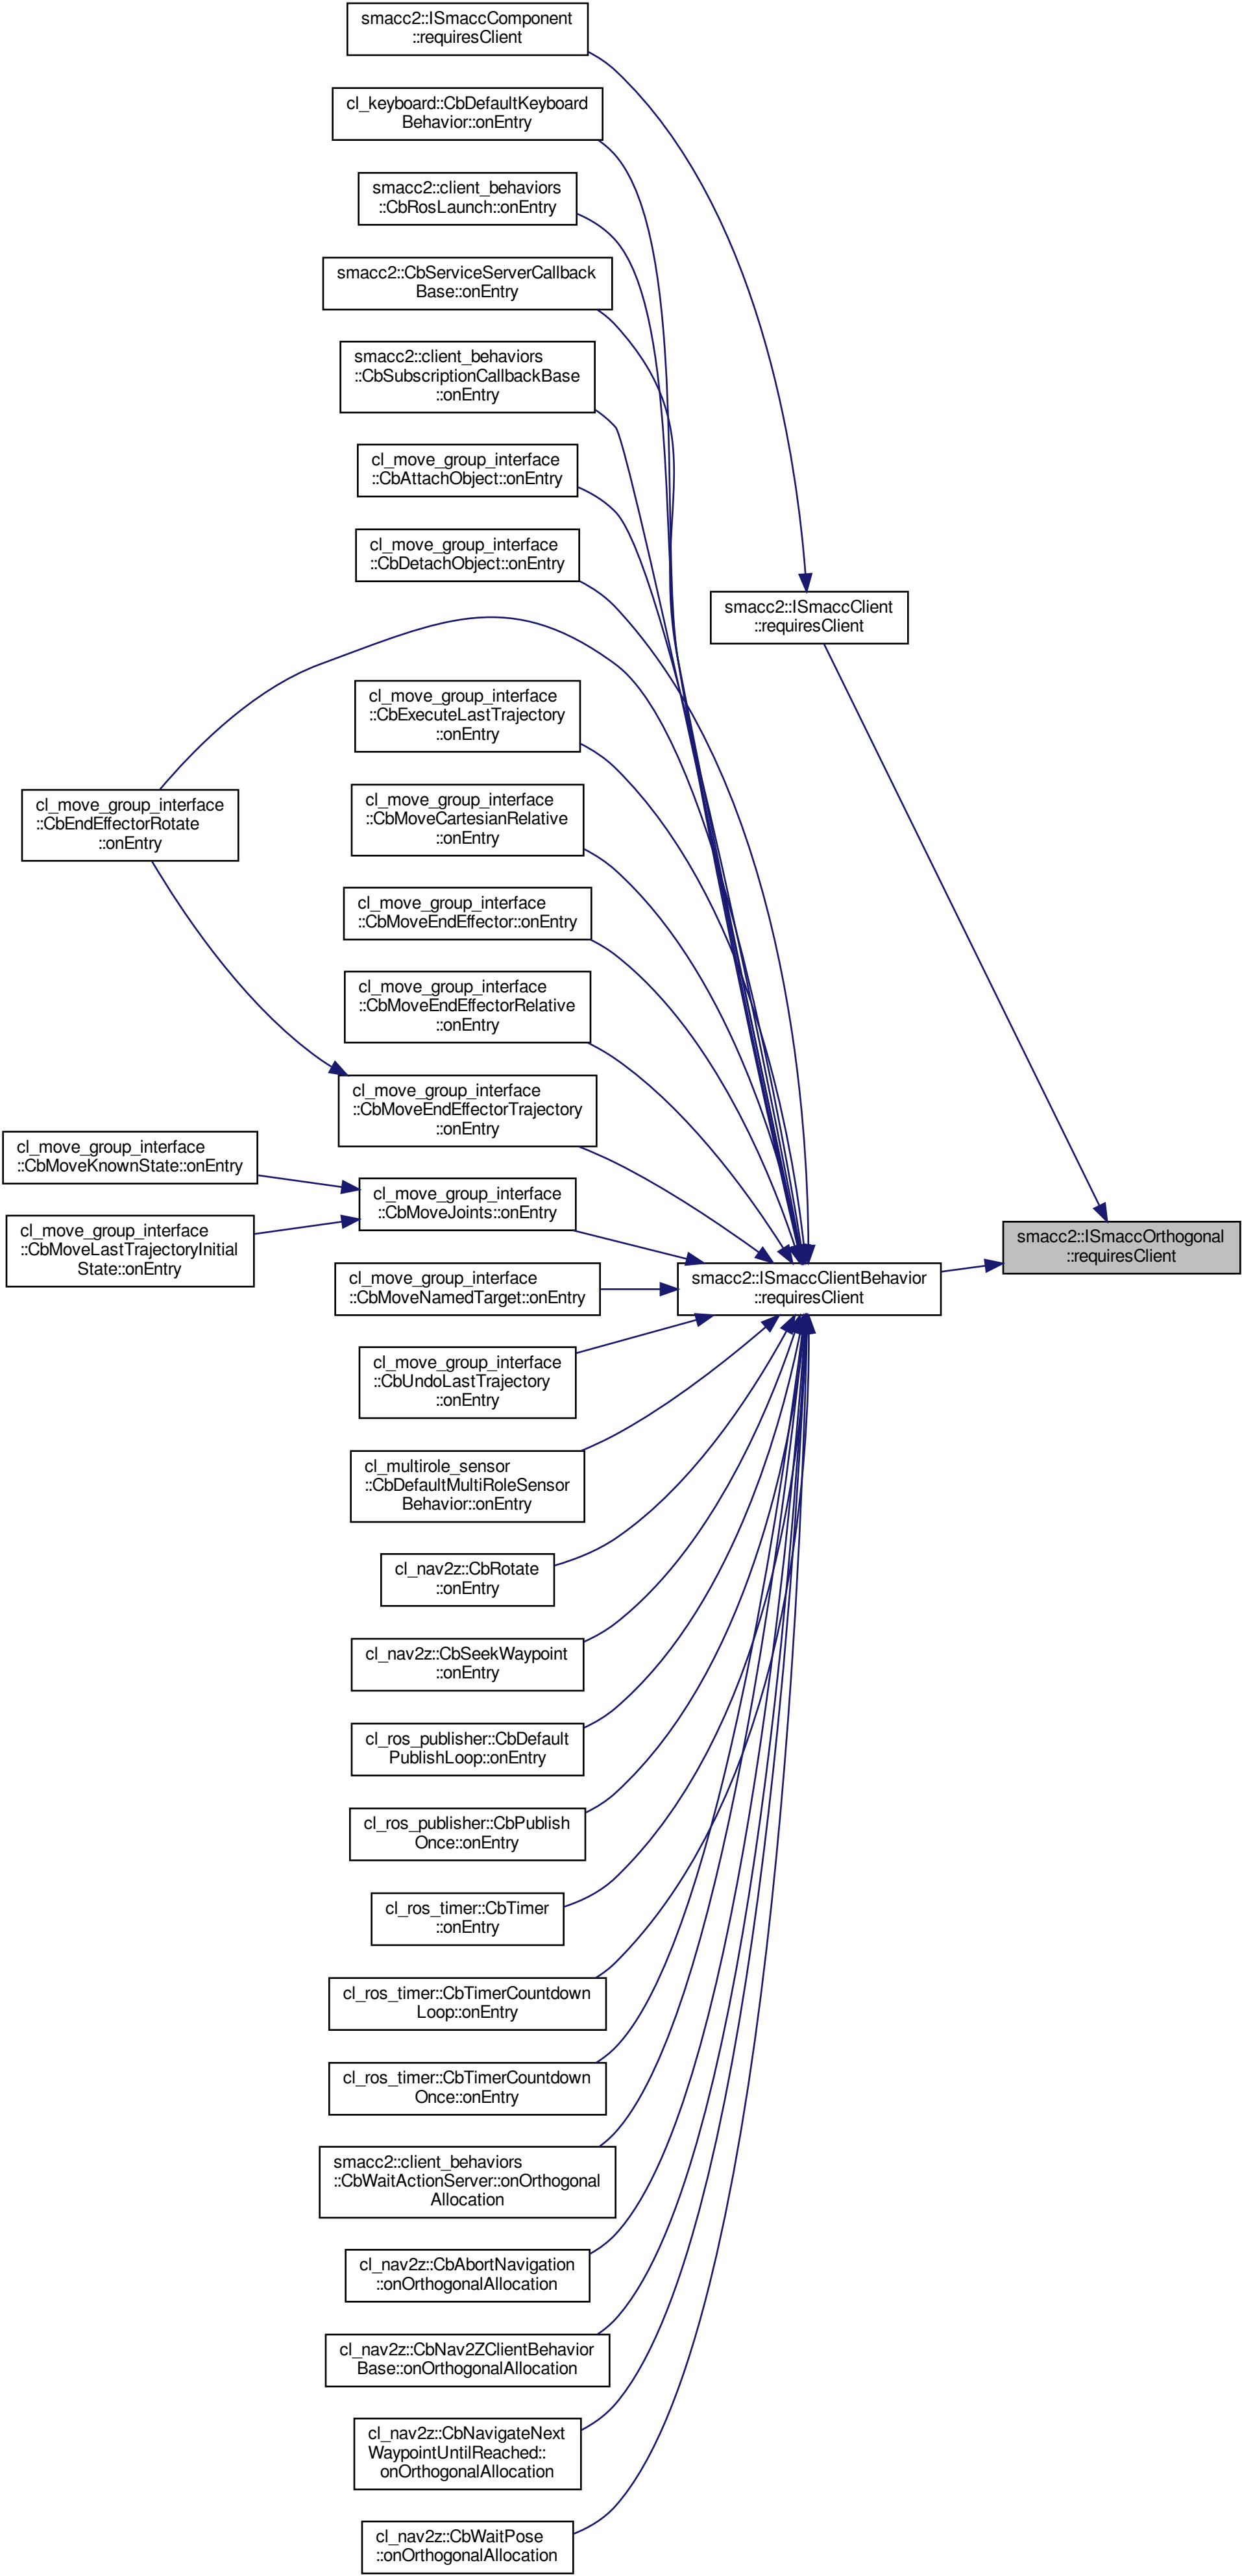 smacc2::ISmaccComponent
::requiresClient
cl_keyboard::CbDefaultKeyboard
Behavior::onEntry
smacc2::client_behaviors
::CbRosLaunch::onEntry
smacc2::CbServiceServerCallback
Base::onEntry
smacc2::client_behaviors
::CbSubscriptionCallbackBase
::onEntry
cl_move_group_interface
::CbAttachObject::onEntry
cl_move_group_interface
::CbDetachObject::onEntry
smacc2::ISmaccClient
::requiresClient
cl_move_group_interface
::CbExecuteLastTrajectory
::onEntry
cl_move_group_interface
::CbEndEffectorRotate
::onEntry
cl_move_group_interface
::CbMoveCartesianRelative
::onEntry
cl_move_group_interface
::CbMoveEndEffector::onEntry
cl_move_group_interface
::CbMoveEndEffectorRelative
::onEntry
cl_move_group_interface
::CbMoveEndEffectorTrajectory
::onEntry
cl_move_group_interface
::CbMoveKnownState::onEntry
cl_move_group_interface
::CbMoveJoints::onEntry
cl_move_group_interface
::CbMoveLastTrajectoryInitial
State::onEntry
smacc2::ISmaccOrthogonal
::requiresClient
cl_move_group_interface
::CbMoveNamedTarget::onEntry
smacc2::ISmaccClientBehavior
::requiresClient
cl_move_group_interface
::CbUndoLastTrajectory
::onEntry
cl_multirole_sensor
::CbDefaultMultiRoleSensor
Behavior::onEntry
cl_nav2z::CbRotate
::onEntry
cl_nav2z::CbSeekWaypoint
::onEntry
cl_ros_publisher::CbDefault
PublishLoop::onEntry
cl_ros_publisher::CbPublish
Once::onEntry
cl_ros_timer::CbTimer
::onEntry
cl_ros_timer::CbTimerCountdown
Loop::onEntry
cl_ros_timer::CbTimerCountdown
Once::onEntry
smacc2::client_behaviors
::CbWaitActionServer::onOrthogonal
Allocation
cl_nav2z::CbAbortNavigation
::onOrthogonalAllocation
cl_nav2z::CbNav2ZClientBehavior
Base::onOrthogonalAllocation
cl_nav2z::CbNavigateNext
WaypointUntilReached::
onOrthogonalAllocation
cl_nav2z::CbWaitPose
::onOrthogonalAllocation